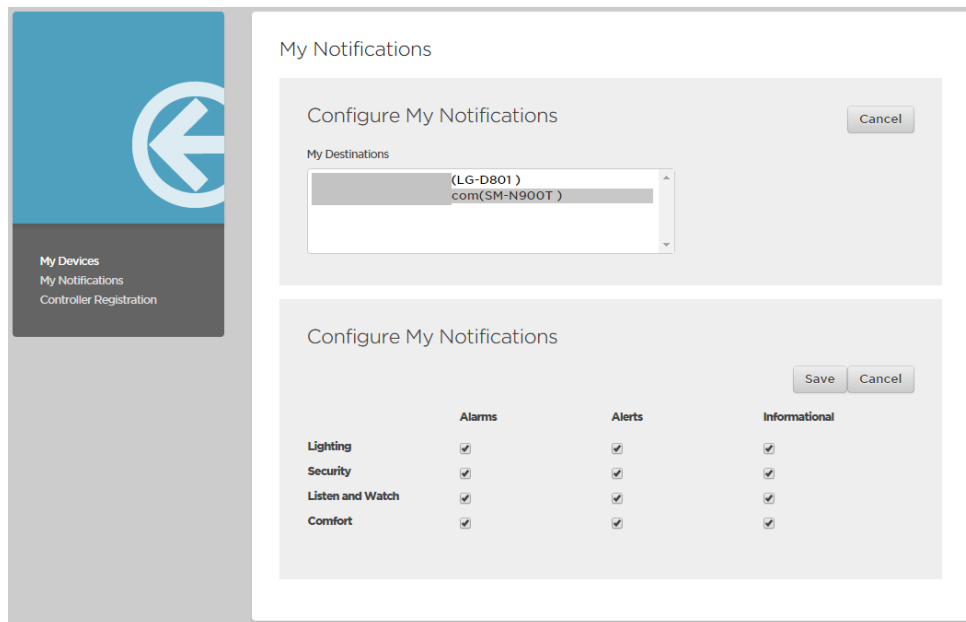 My Notifications
Configure My Notifications
Cancel
My Destinations
(LG-D801 )
com(SM-N900T )
My Devices
My Notifications
Controller Registration
Configure My Notifications
Save Cancel
Alarms Alerts Informational
Lighting
Security
Listen and Watch
Comfort